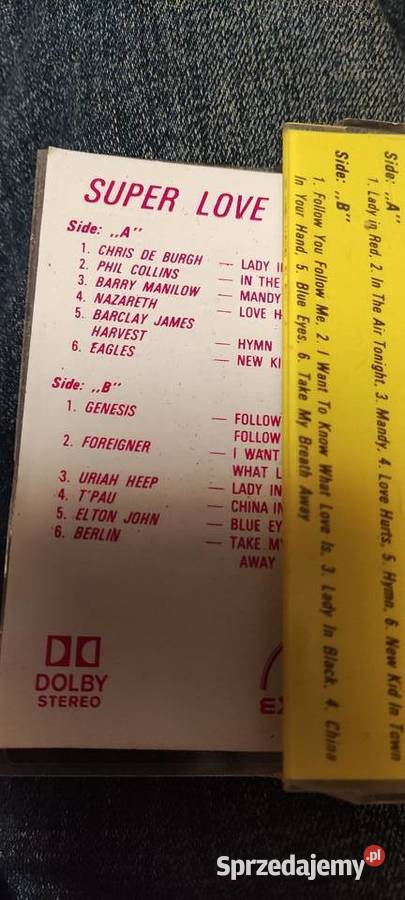 SUPER LOVE
Side: „A"
1. CHRIS DE BURGH — LADY I
2. PHIL COLLINS — IN THE
3. BARRY MANILOW — MANDY
4. NAZARETH — LOVE H
5. BARCLAY JAMES
HARVEST — HYMN
6. EAGLES — NEW KI
Side: „B"
1. GENESIS — FOLLOW
FOLLOW
2. FOREIGNER — I WANT
WHAT L
3. URIAH HEEP — LADY IN
4. T'PAU — CHINA IN
5. ELTON JOHN — BLUE EY
6. BERLIN — TAKE MY
AWAY
DOLBY
STEREO
EX
Side: „A"
1. Lady in Red, 2. In The Air Tonight, 3. Mandy, 4. Love Hurts, 5. Hymn, 6. New Kid In Town
Side: „B"
1. Follow You Follow Me, 2. I Want To Know What Love Is, 3. Lady In Black, 4. China
In Your Hand, 5. Blue Eyes, 6. Take My Breath Away
Sprzedajemy.pl